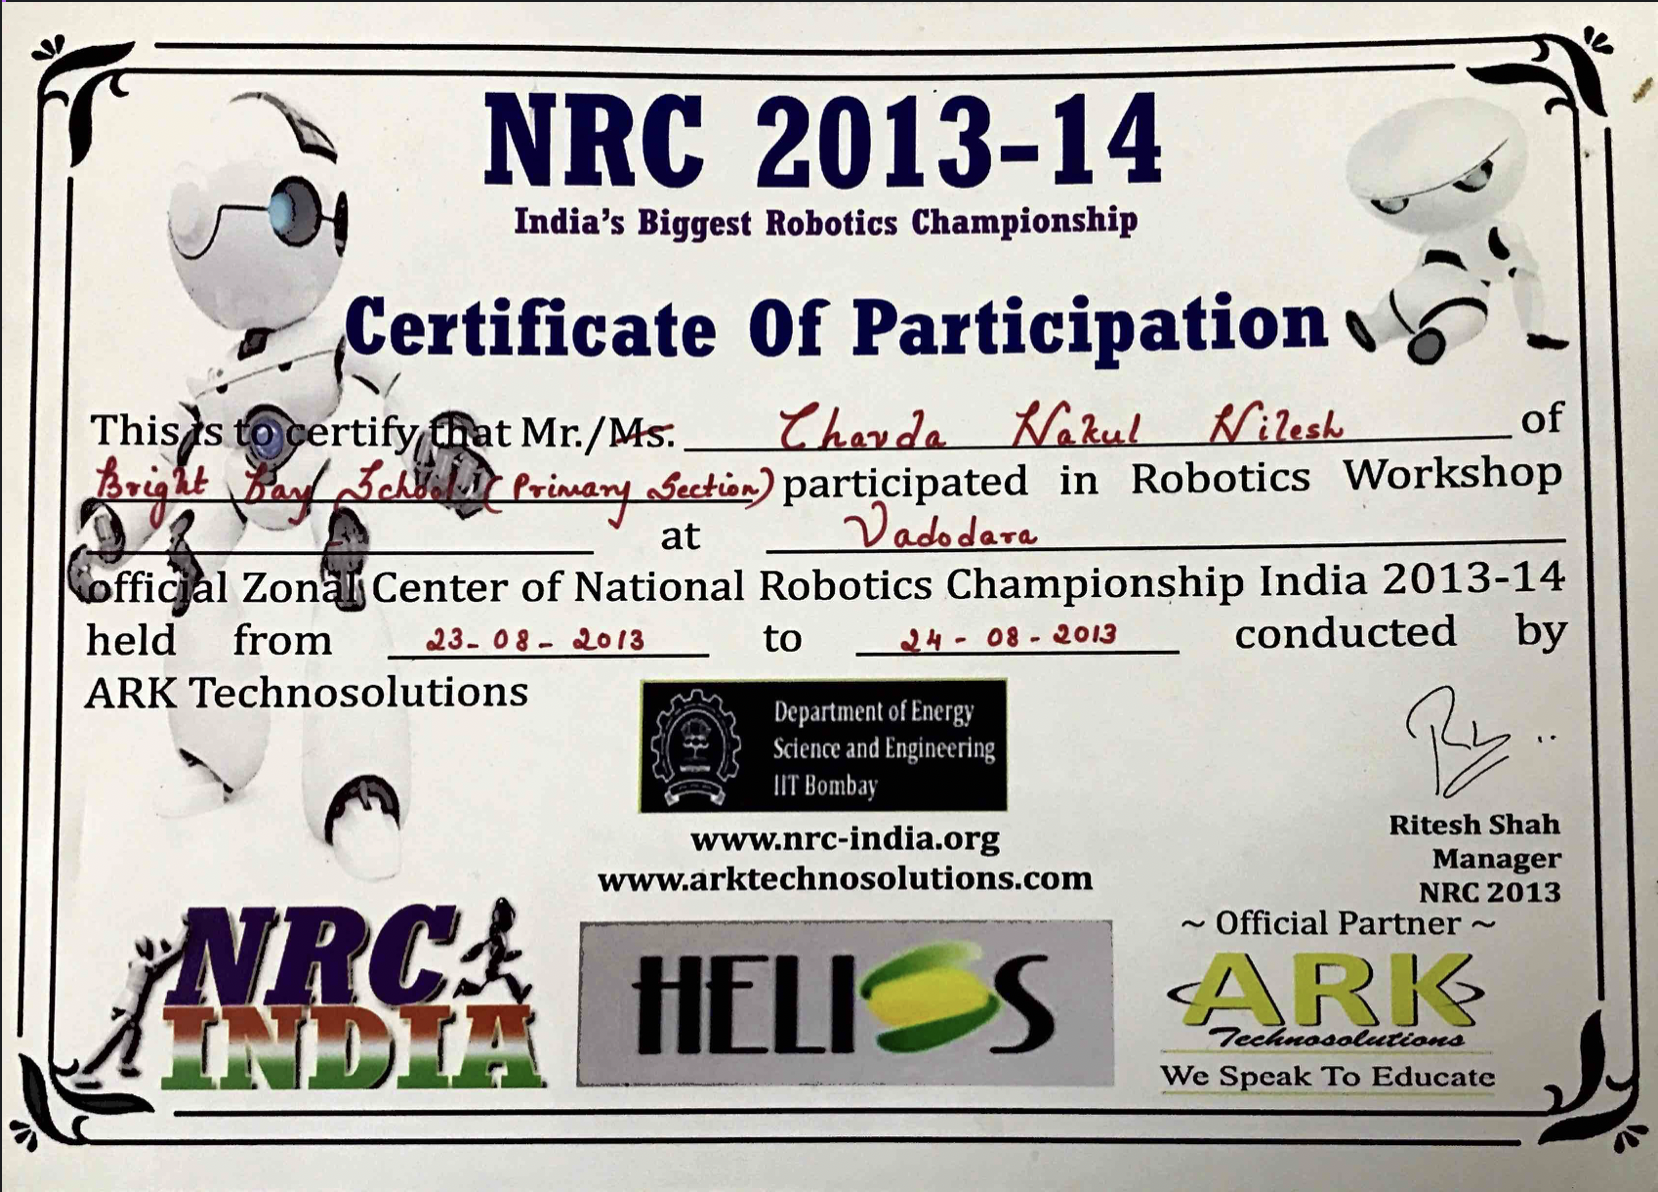 NRC 2013-14
India's Biggest Robotics Championship
Certificate Of Participation
This is to certify that Mr./Ms. Chavda Nakul Nilesh of
Bright Day School (Primary Section) participated in Robotics Workshop
at Vadodara
official Zonal Center of National Robotics Championship India 2013-14
held from 23-08-2013 to 24-08-2013 conducted by
ARK Technosolutions
Department of Energy
Science and Engineering
IIT Bombay
www.nrc-india.org
www.arktechnosolutions.com
Ritesh Shah
Manager
NRC 2013
~ Official Partner ~
NRC
INDIA
HELIOS
ARK
Technosolutions
We Speak To Educate